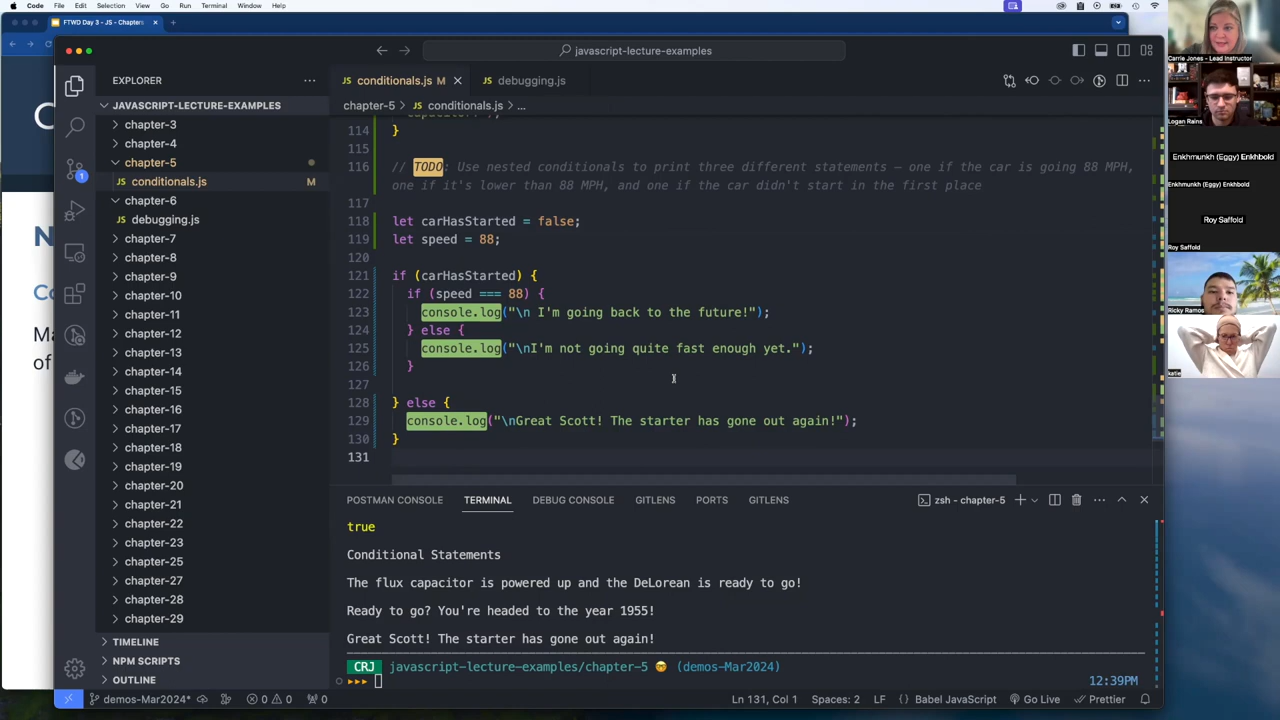 Code File Edit Selection View Go Run Terminal Window Help
FTWD Day 3 - JS - Chapters
javascript-lecture-examples
EXPLORER
JAVASCRIPT-LECTURE-EXAMPLES
chapter-3
chapter-4
chapter-5
conditionals.js M
chapter-6
debugging.js
chapter-7
chapter-8
chapter-9
chapter-10
chapter-11
chapter-12
chapter-13
chapter-14
chapter-15
chapter-16
chapter-17
chapter-18
chapter-19
chapter-20
chapter-21
chapter-22
chapter-23
chapter-25
chapter-27
chapter-28
chapter-29
TIMELINE
NPM SCRIPTS
OUTLINE
1
conditionals.js M
debugging.js
chapter-5 > conditionals.js > ...
114 }
115
116 // TODO: Use nested conditionals to print three different statements – one if the car is going 88 MPH,
one if it's lower than 88 MPH, and one if the car didn't start in the first place
117
118 let carHasStarted = false;
119 let speed = 88;
120
121 if (carHasStarted) {
122 if (speed === 88) {
123 console.log("\n I'm going back to the future!");
124 } else {
125 console.log("\nI'm not going quite fast enough yet.");
126 }
127
128 } else {
129 console.log("\nGreat Scott! The starter has gone out again!");
130 }
131
POSTMAN CONSOLE TERMINAL DEBUG CONSOLE GITLENS PORTS GITLENS
zsh - chapter-5
true
Conditional Statements
The flux capacitor is powered up and the DeLorean is ready to go!
Ready to go? You're headed to the year 1955!
Great Scott! The starter has gone out again!
CRJ javascript-lecture-examples/chapter-5 🤯 (demos-Mar2024)
▸▸▸
12:39PM
demos-Mar2024* 0 0 0
Ln 131, Col 1 Spaces: 2 LF { } Babel JavaScript Go Live Prettier
Carrie Jones - Lead Instructor
Logan Rains
Enkhmunkh (Eggy) Enkhbold
Enkhmunkh (Eggy) Enkhbold
Roy Saffold
Roy Saffold
Ricky Ramos
katie